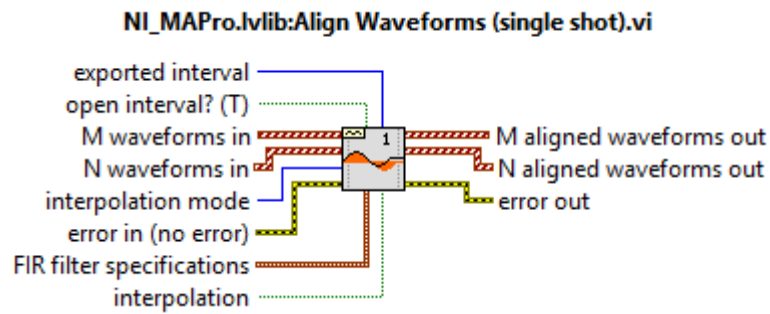 NI_MAPro.lvlib:Align Waveforms (single shot).vi
exported interval
open interval? (T)
M waveforms in
N waveforms in
interpolation mode
error in (no error)
FIR filter specifications
interpolation
1
M aligned waveforms out
N aligned waveforms out
error out